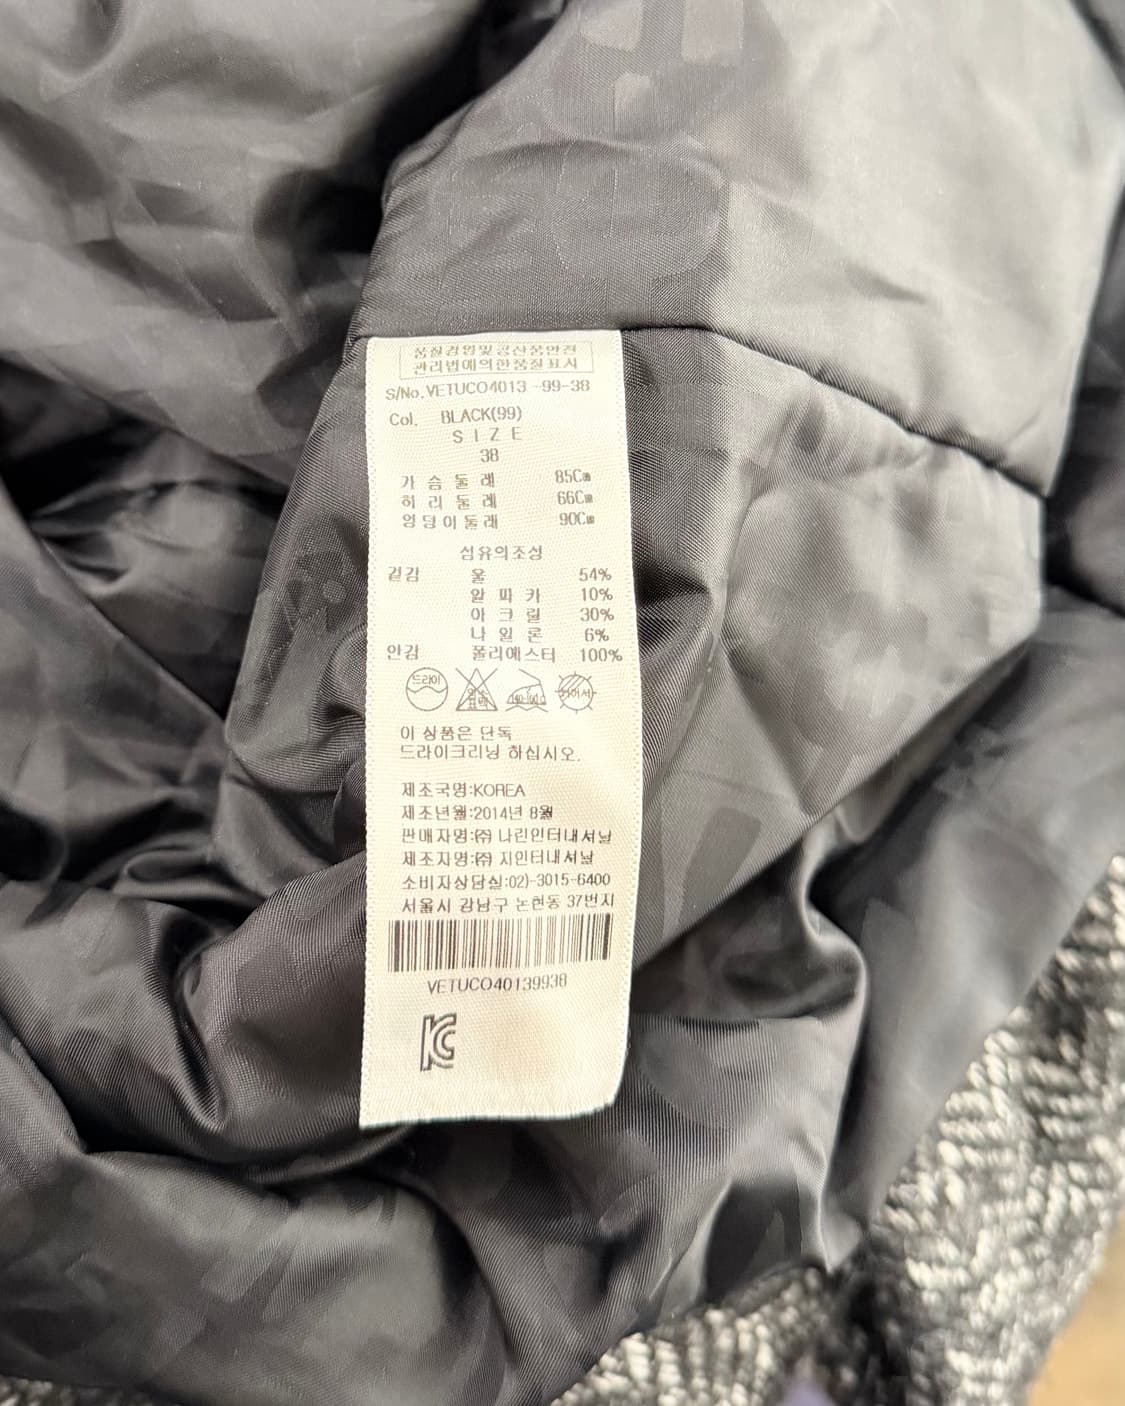 품질경영및공산품안전
관리법에의한품질표시
S/No.VETUCO4013 -99-38
Col. BLACK(99)
SIZE
38
가슴둘레 85Cm
허리둘레 66Cm
엉덩이둘레 90Cm
섬유의조성
겉감 울 54%
알파카 10%
아크릴 30%
나일론 6%
안감 폴리에스터 100%
드라이
이 상품은 단독
드라이크리닝 하십시오.
제조국명:KOREA
제조년월:2014년 8월
판매자명:㈜ 나린인터내셔날
제조자명:㈜ 지인터내셔날
소비자상담실:02)-3015-6400
서울시 강남구 논현동 37번지
VETUCO40139938
KC